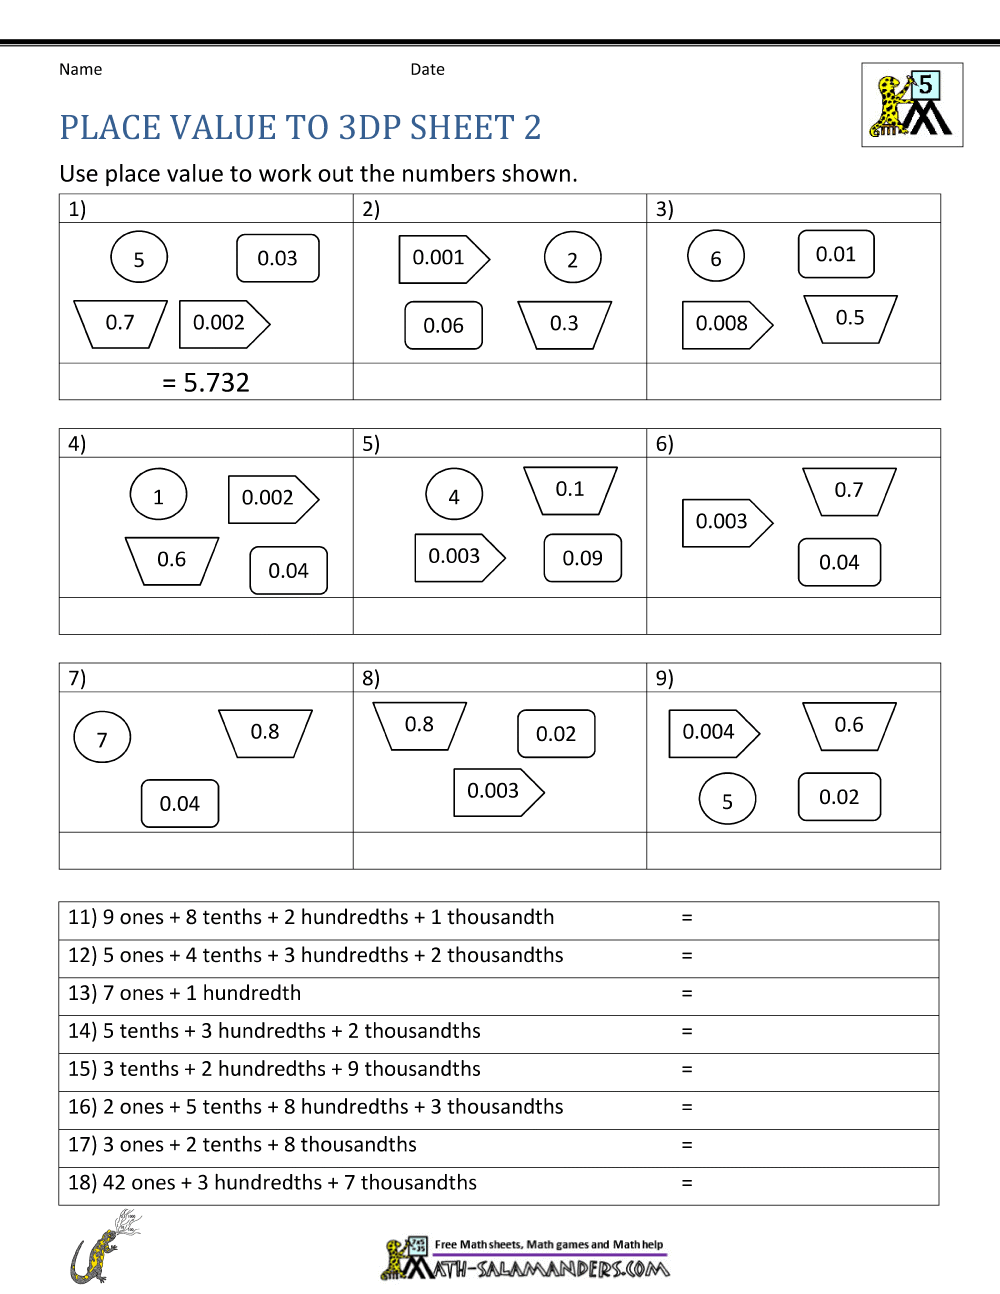 Name Date
5
PLACE VALUE TO 3DP SHEET 2
Use place value to work out the numbers shown.
1) 2) 3)
5 0.03 0.001 2 6 0.01
0.7 0.002 0.06 0.3 0.008 0.5
= 5.732
4) 5) 6)
1 0.002 4 0.1 0.003 0.7
0.6 0.04 0.003 0.09 0.04
7) 8) 9)
7 0.8 0.8 0.02 0.004 0.6
0.04 0.003 5 0.02
11) 9 ones + 8 tenths + 2 hundredths + 1 thousandth =
12) 5 ones + 4 tenths + 3 hundredths + 2 thousandths =
13) 7 ones + 1 hundredth =
14) 5 tenths + 3 hundredths + 2 thousandths =
15) 3 tenths + 2 hundredths + 9 thousandths =
16) 2 ones + 5 tenths + 8 hundredths + 3 thousandths =
17) 3 ones + 2 tenths + 8 thousandths =
18) 42 ones + 3 hundredths + 7 thousandths =
7x5
=35
Free Math sheets, Math games and Math help
MATH-SALAMANDERS.COM